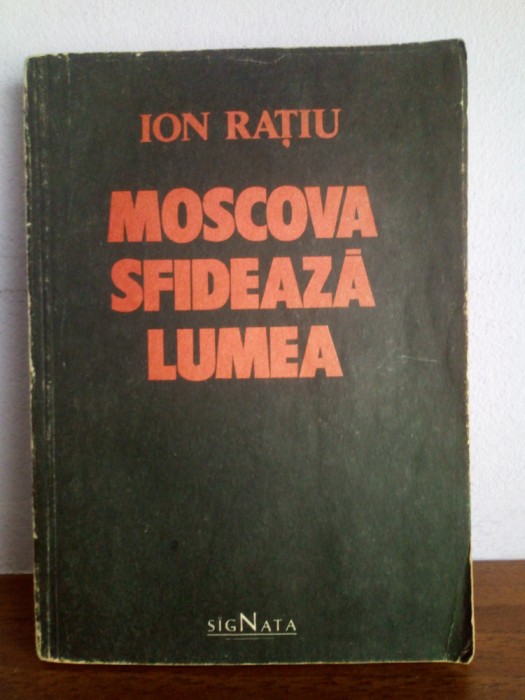 ION RAȚIU
MOSCOVA
SFIDEAZĂ
LUMEA
SIGNATA